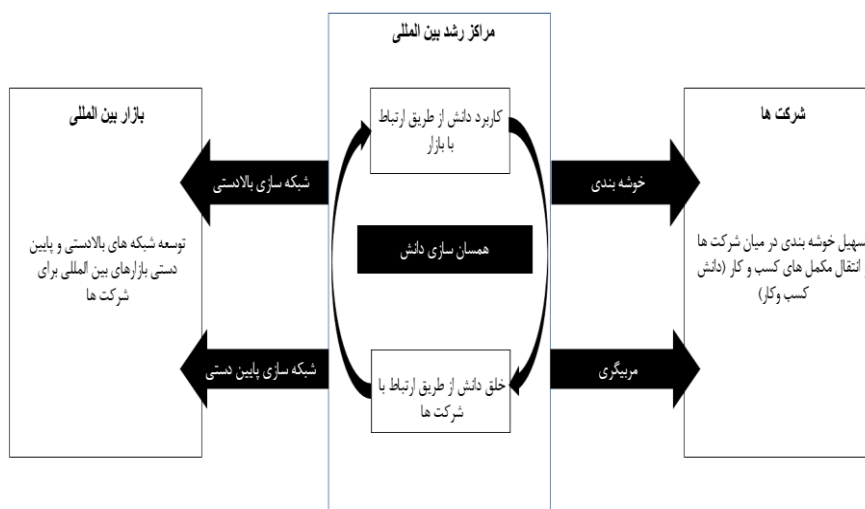 مراکز رشد بین المللی
شرکت ها
تسهیل خوشه بندی در میان شرکت ها
انتقال مکمل های کسب و کار (دانش
کسب وکار)
خوشه بندی
مربیگری
کاربرد دانش از طریق ارتباط
با بازار
همسان سازی دانش
خلق دانش از طریق ارتباط با
شرکت ها
شبکه سازی بالادستی
شبکه سازی پایین دستی
بازار بین المللی
توسعه شبکه های بالادستی و پایین
دستی بازارهای بین المللی برای
شرکت ها